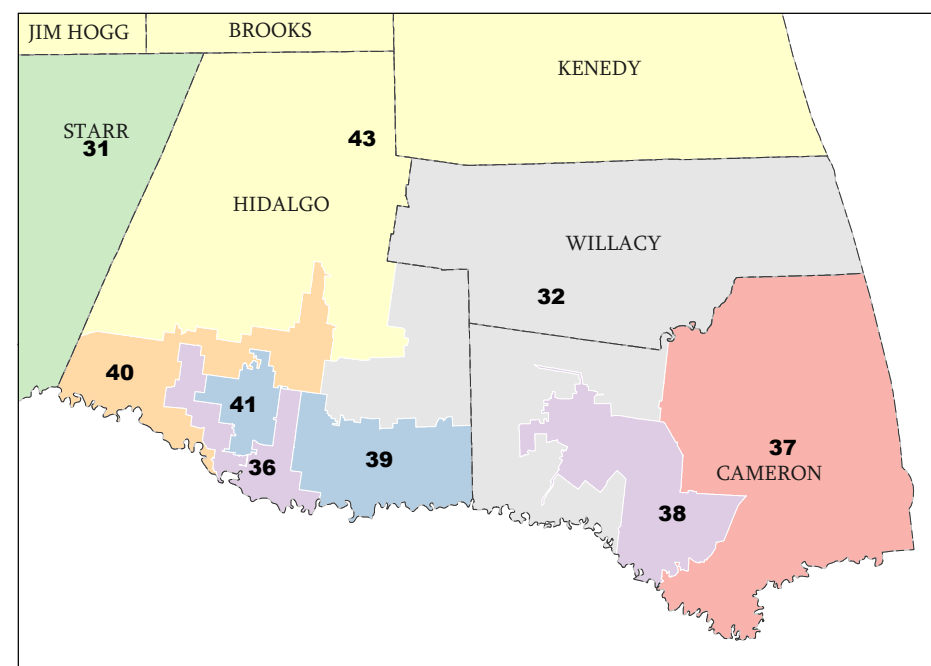 JIM HOGG
BROOKS
KENEDY
STARR
31
43
HIDALGO
WILLACY
32
40
41
36
39
37
CAMERON
38